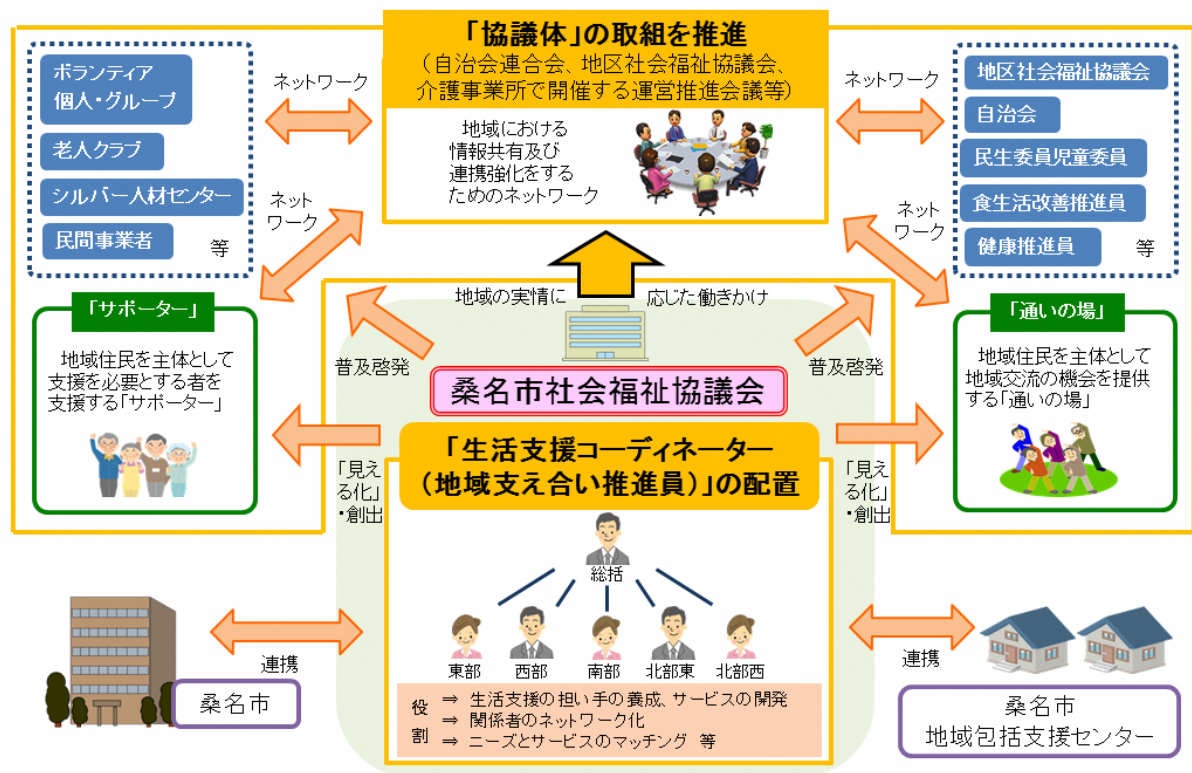 「協議体」の取組を推進
（自治会連合会、地区社会福祉協議会、
介護事業所で開催する運営推進会議等）
地域における
情報共有及び
連携強化をする
ためのネットワーク
ボランティア
個人・グループ
老人クラブ
シルバー人材センター
民間事業者
等
ネットワーク
ネット
ワーク
ネットワーク
ネット
ワーク
地区社会福祉協議会
自治会
民生委員児童委員
食生活改善推進員
健康推進員
等
「サポーター」
地域住民を主体として
支援を必要とする者を
支援する「サポーター」
地域の実情に
応じた働きかけ
普及啓発
普及啓発
「通いの場」
地域住民を主体として
地域交流の機会を提供
する「通いの場」
桑名市社会福祉協議会
「生活支援コーディネーター
（地域支え合い推進員）」の配置
「見え
る化」
・創出
「見え
る化」
・創出
総括
東部
西部
南部
北部東
北部西
役割
⇒ 生活支援の担い手の養成、サービスの開発
⇒ 関係者のネットワーク化
⇒ ニーズとサービスのマッチング 等
連携
桑名市
連携
桑名市
地域包括支援センター